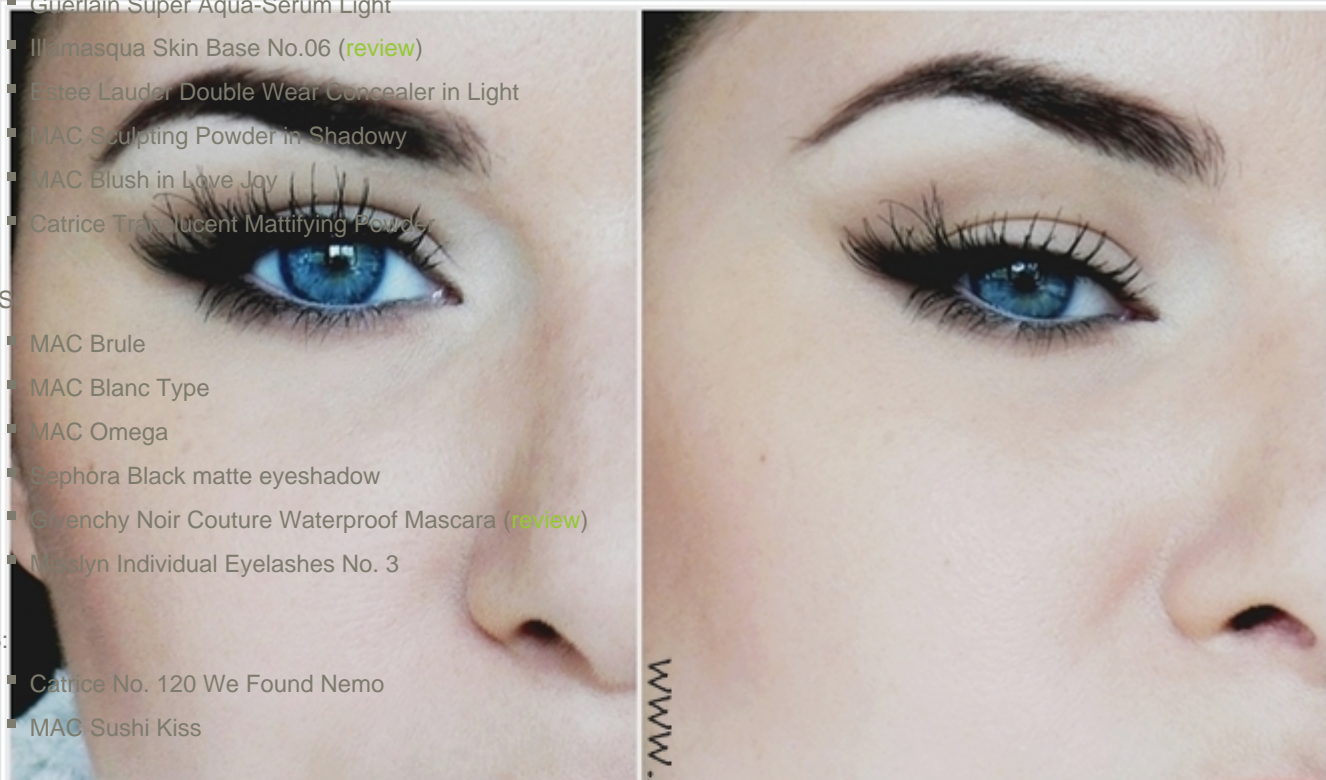 Guerlain Super Aqua-Serum Light
Illamasqua Skin Base No.06 (review)
Estee Lauder Double Wear Concealer in Light
MAC Sculpting Powder in Shadowy
MAC Blush in Love Joy
Catrice Translucent Mattifying Powder
S
MAC Brule
MAC Blanc Type
MAC Omega
Sephora Black matte eyeshadow
Givenchy Noir Couture Waterproof Mascara (review)
Misslyn Individual Eyelashes No. 3
:
Catrice No. 120 We Found Nemo
MAC Sushi Kiss
www.